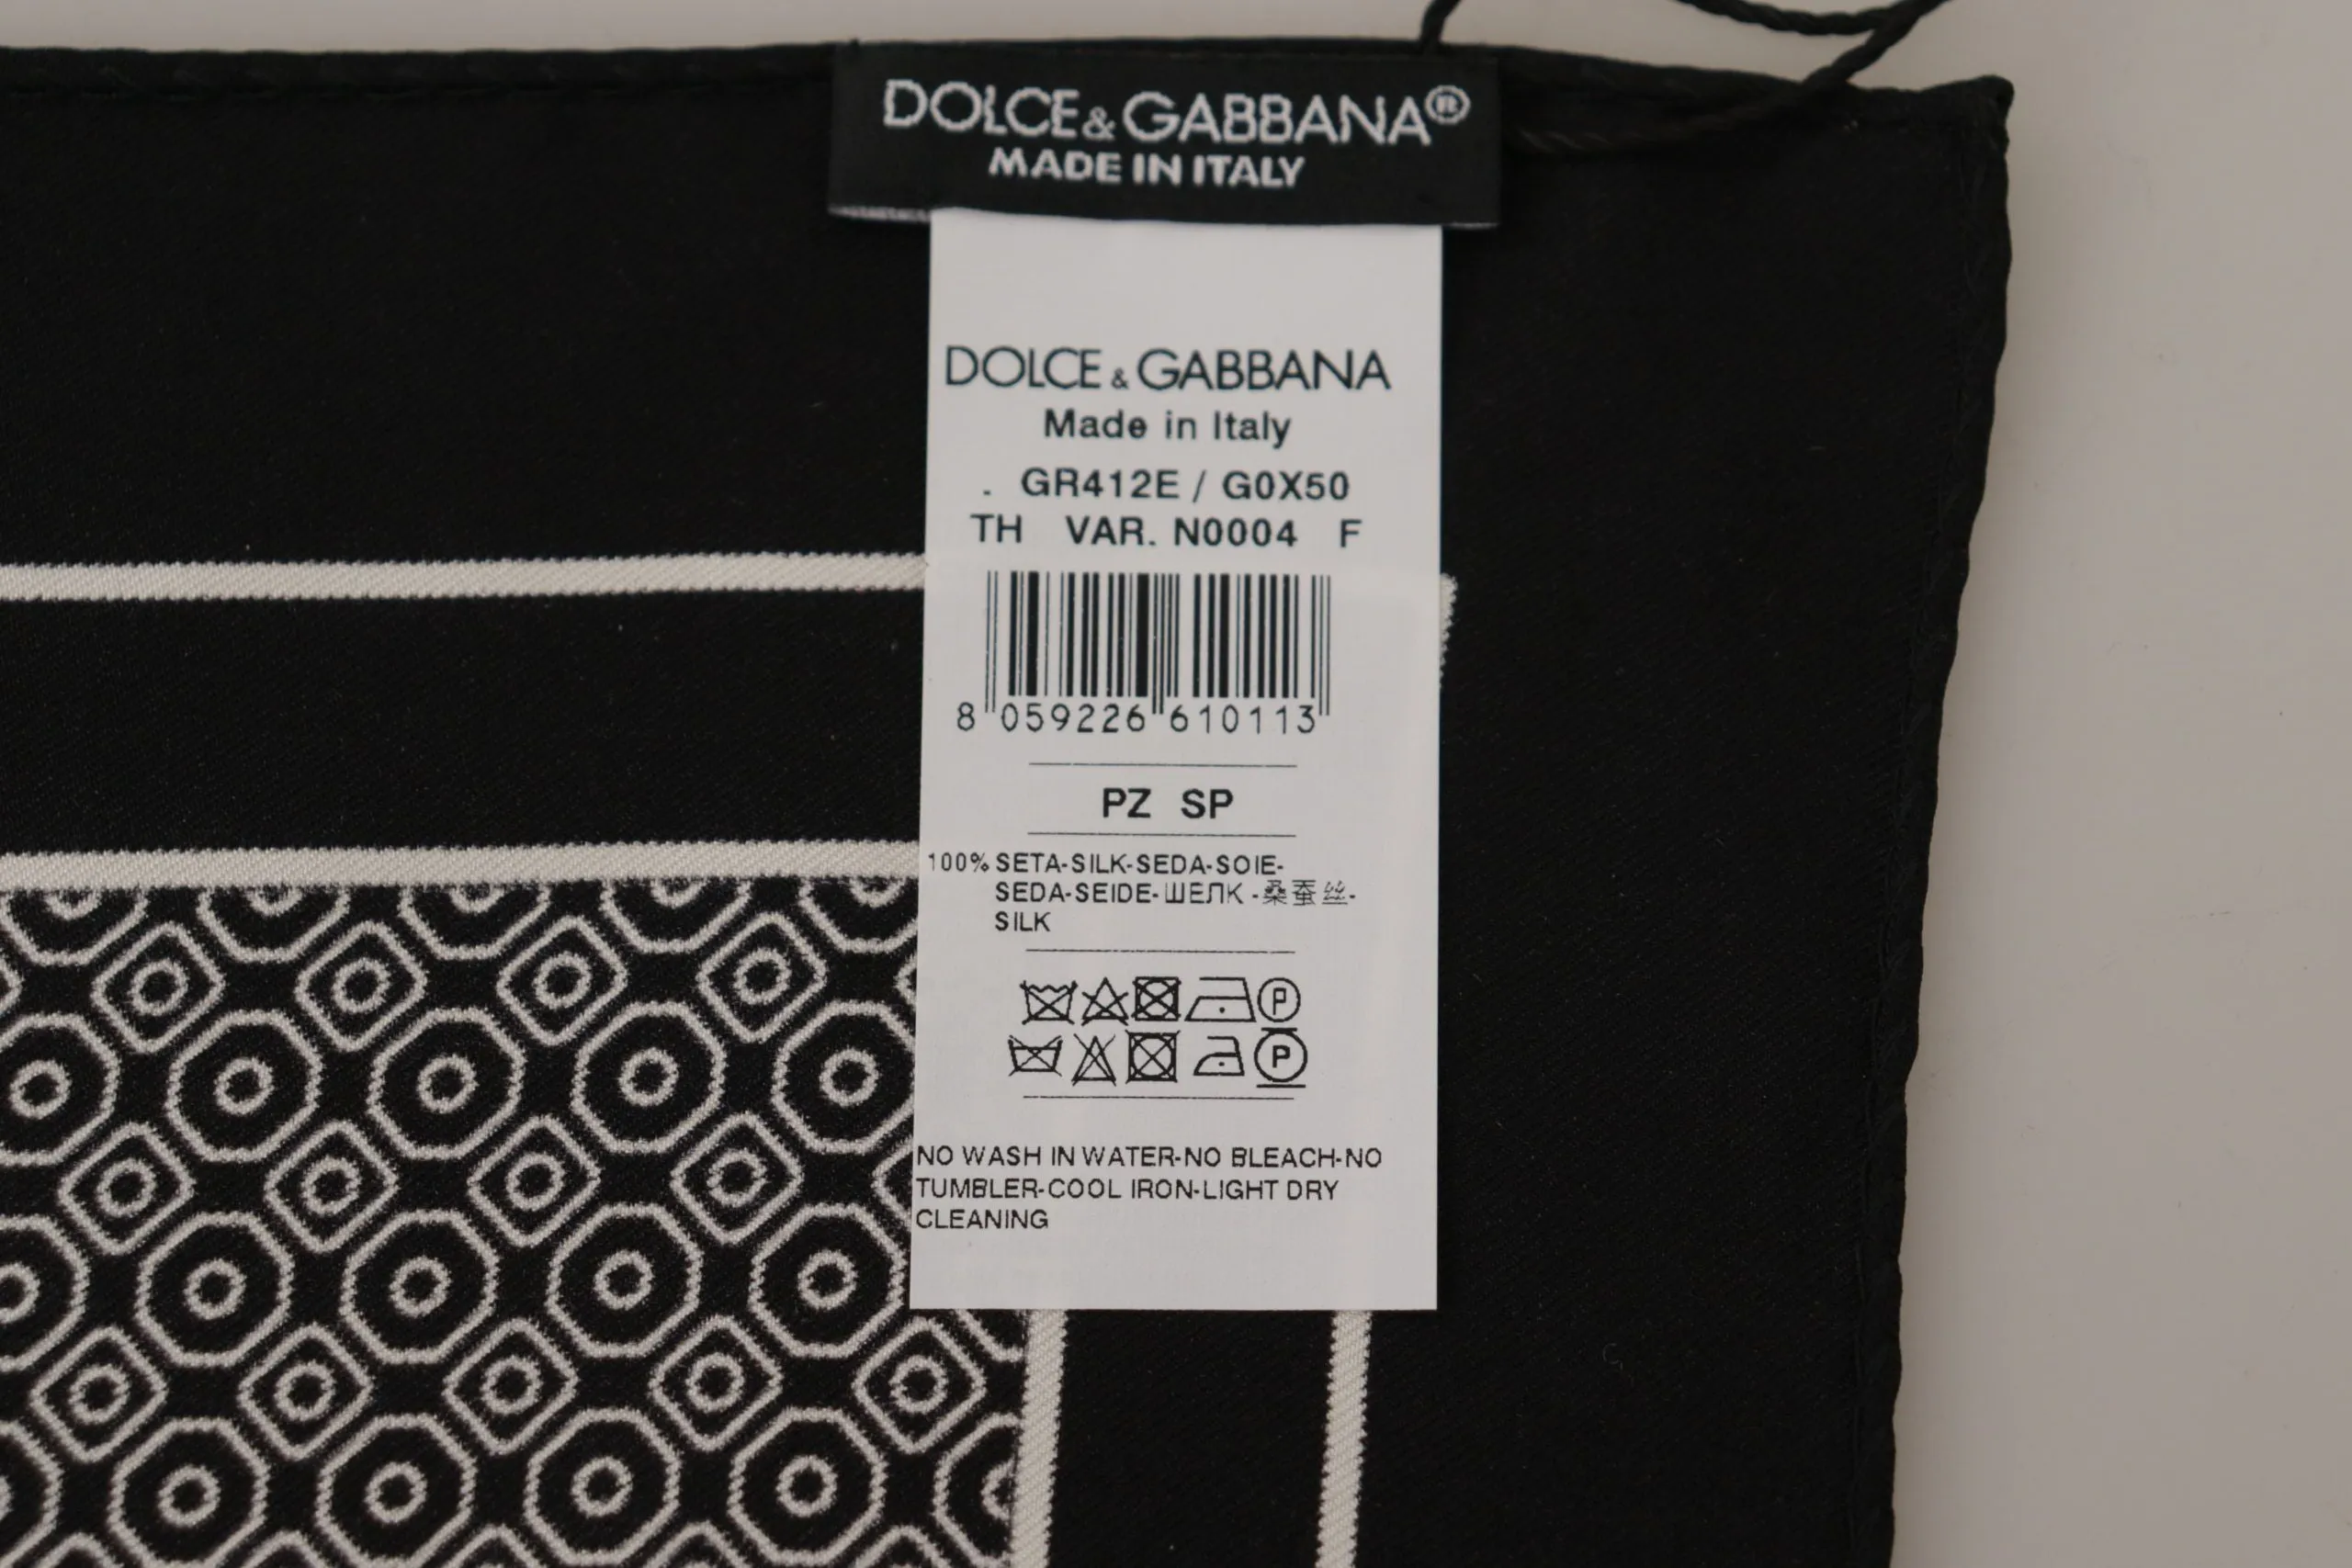 DOLCE&GABBANA®
MADE IN ITALY
DOLCE & GABBANA
Made in Italy
. GR412E / G0X50
TH VAR. N0004 F
8 059226 610113
PZ SP
100% SETA-SILK-SEDA-SOIE-
SEDA-SEIDE-ШЕЛК -桑蚕丝-
SILK
P
P
NO WASH IN WATER-NO BLEACH-NO
TUMBLER-COOL IRON-LIGHT DRY
CLEANING